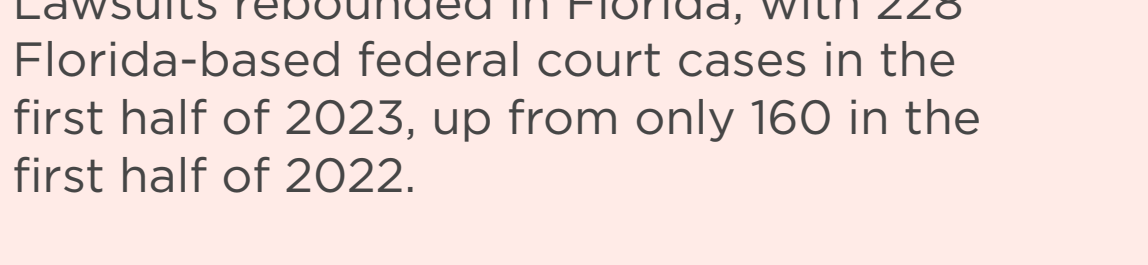 Lawsuits rebounded in Florida, with 228
Florida-based federal court cases in the
first half of 2023, up from only 160 in the
first half of 2022.